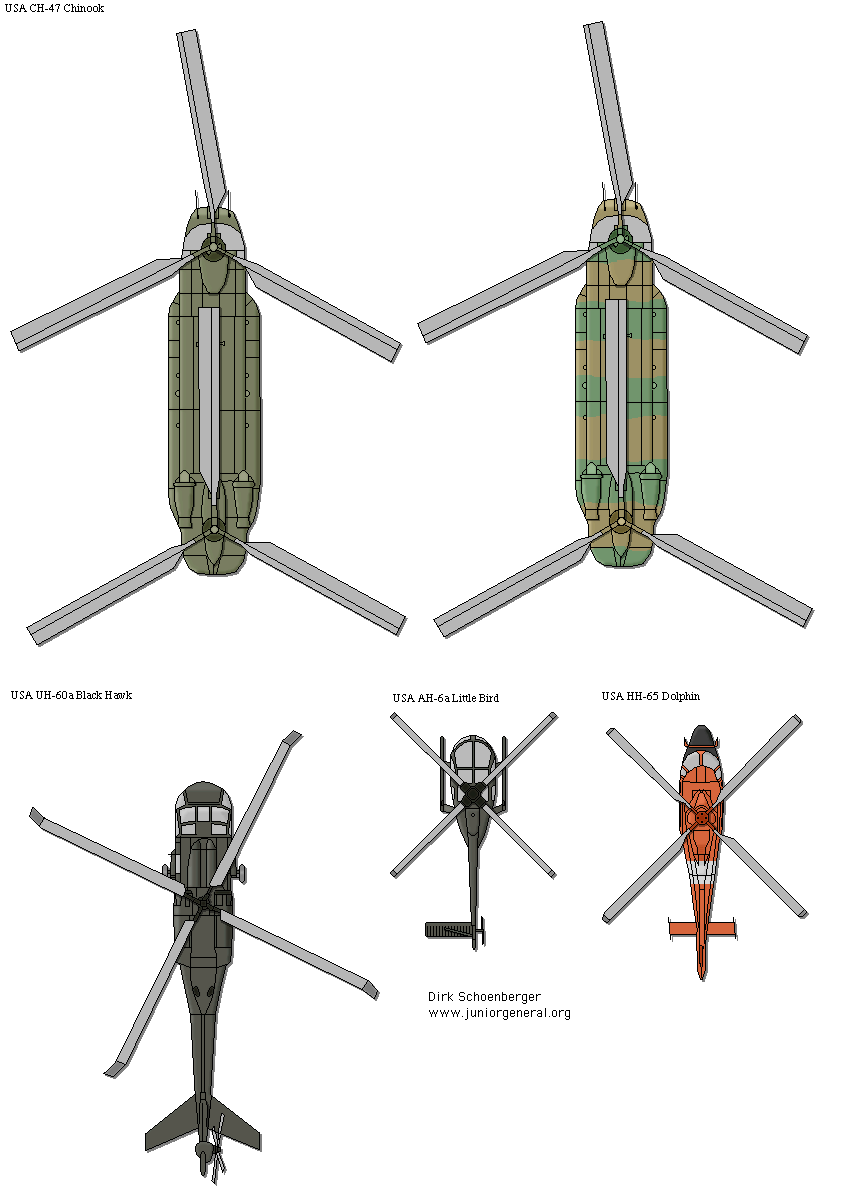 USA CH-47 Chinook
USA UH-60a Black Hawk
USA AH-6a Little Bird
USA HH-65 Dolphin
Dirk Schoenberger
www.juniorgeneral.org